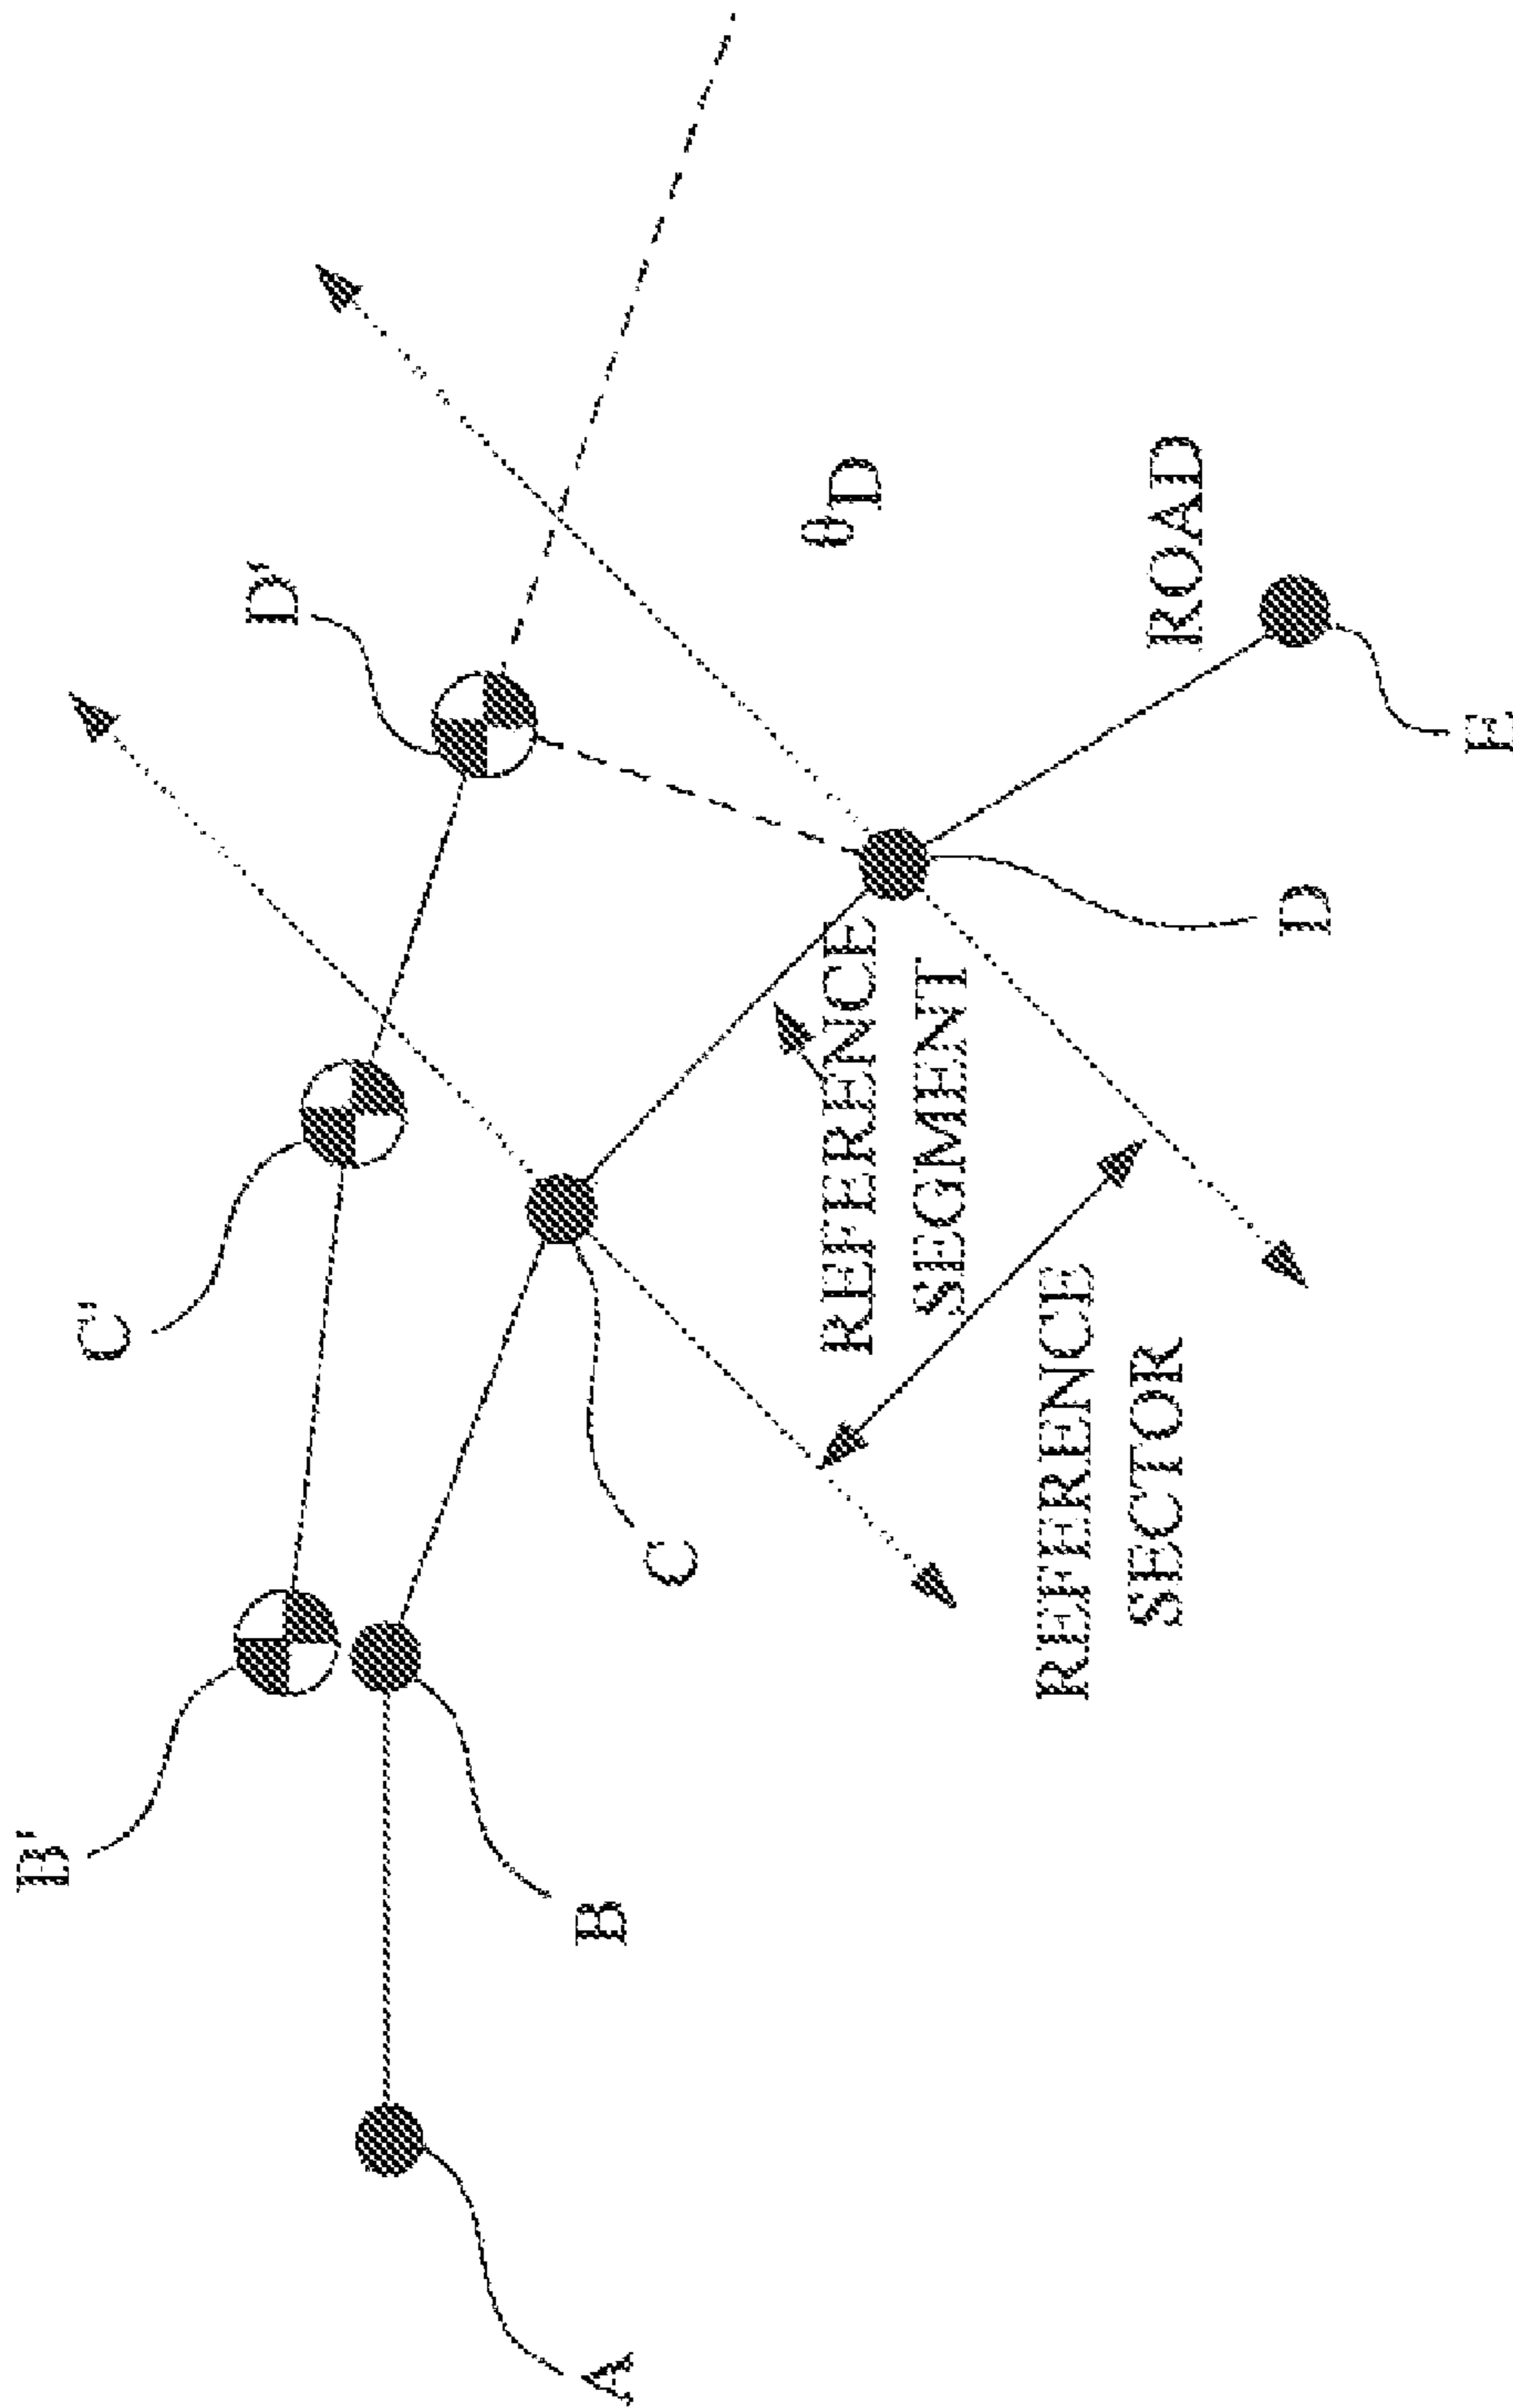 B'
C'
D'
A
B
C
REFERENCE
SEGMENT
θD
REFERENCE
SECTOR
D
ROAD
E